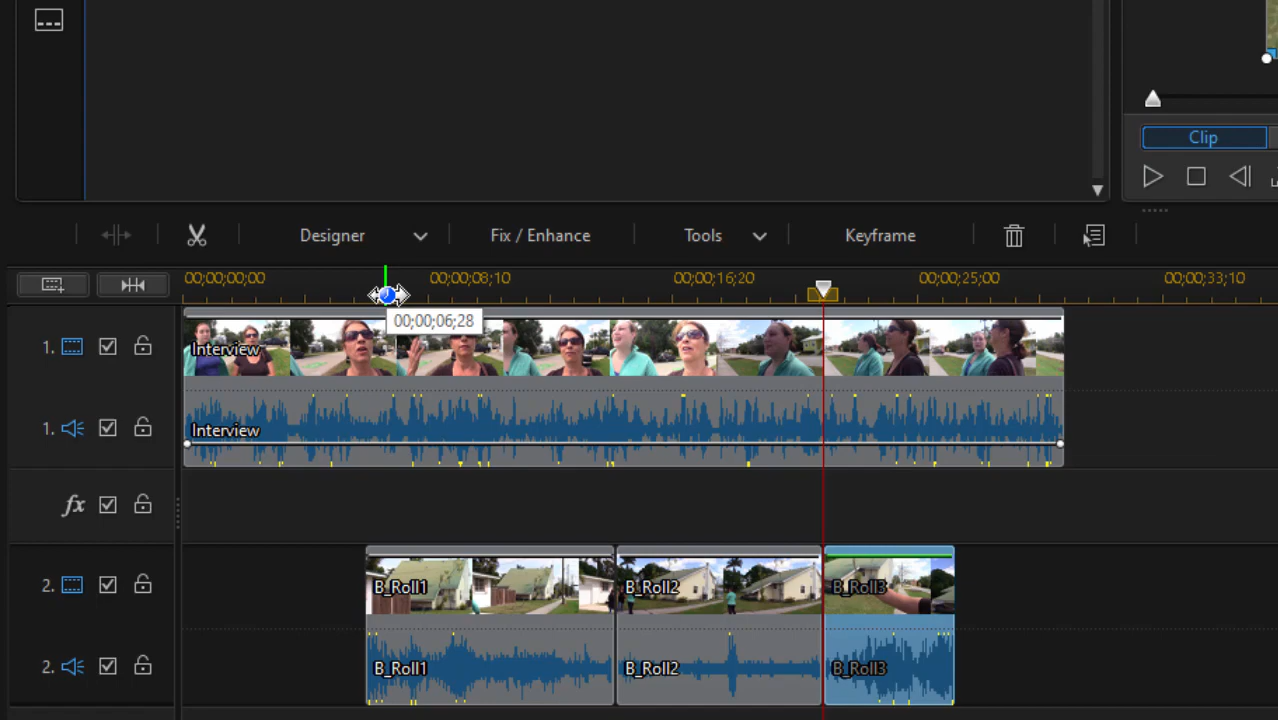 Clip
Designer
Fix / Enhance
Tools
Keyframe
00;00;00;00
00;00;08;10
00;00;16;20
00;00;25;00
00;00;33;10
00;00;06;28
1.
Interview
1.
Interview
fx
2.
B_Roll1
B_Roll2
B_Roll3
2.
B_Roll1
B_Roll2
B_Roll3